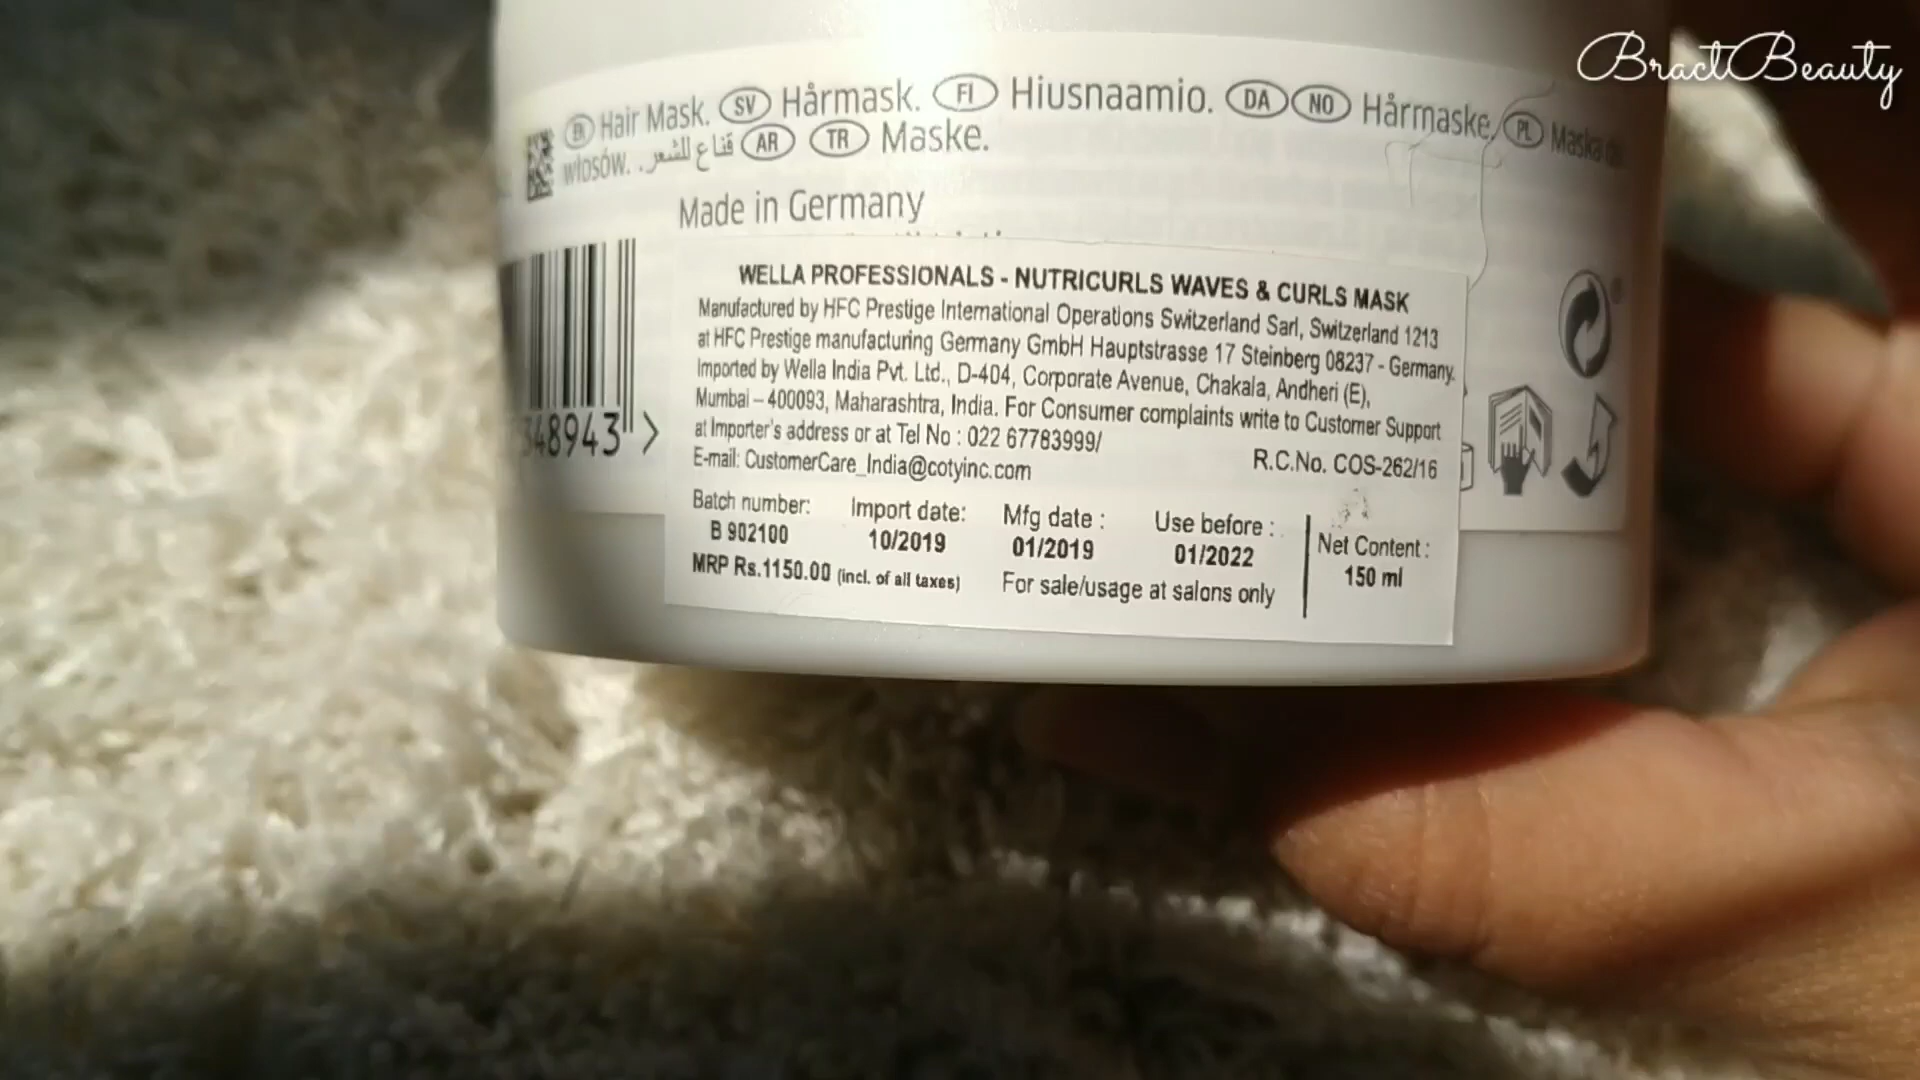 BractBeauty
EN Hair Mask. SV Hårmask. FI Hiusnaamio. DA NO Hårmaske. PL Maska do
włosów. قناع للشعر. AR TR Maske.
Made in Germany
WELLA PROFESSIONALS - NUTRICURLS WAVES & CURLS MASK
Manufactured by HFC Prestige International Operations Switzerland Sarl, Switzerland 1213
at HFC Prestige manufacturing Germany GmbH Hauptstrasse 17 Steinberg 08237 - Germany.
Imported by Wella India Pvt. Ltd., D-404, Corporate Avenue, Chakala, Andheri (E),
Mumbai – 400093, Maharashtra, India. For Consumer complaints write to Customer Support
at Importer's address or at Tel No : 022 67783999/
E-mail: CustomerCare_India@cotyinc.com R.C.No. COS-262/16
348943 >
Batch number: Import date: Mfg date : Use before : Net Content :
B 902100 10/2019 01/2019 01/2022 150 ml
MRP Rs.1150.00 (incl. of all taxes) For sale/usage at salons only